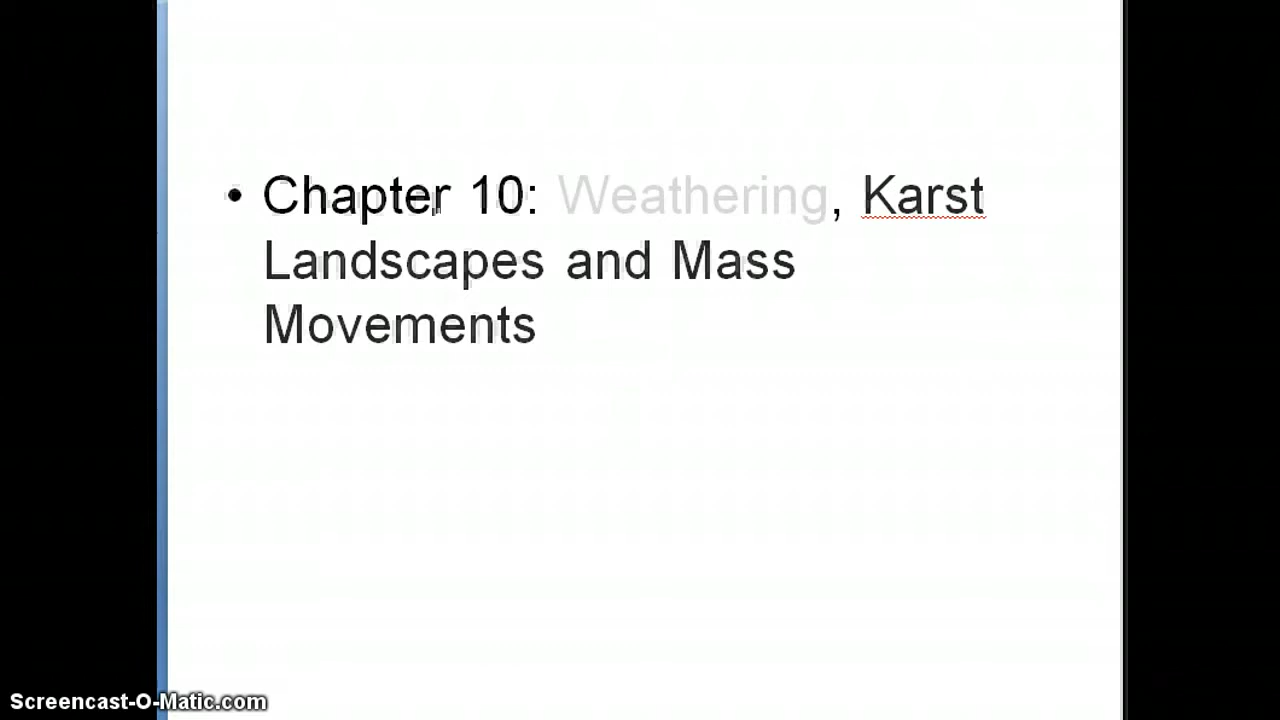 • Chapter 10: Weathering, Karst
Landscapes and Mass
Movements
Screencast-O-Matic.com